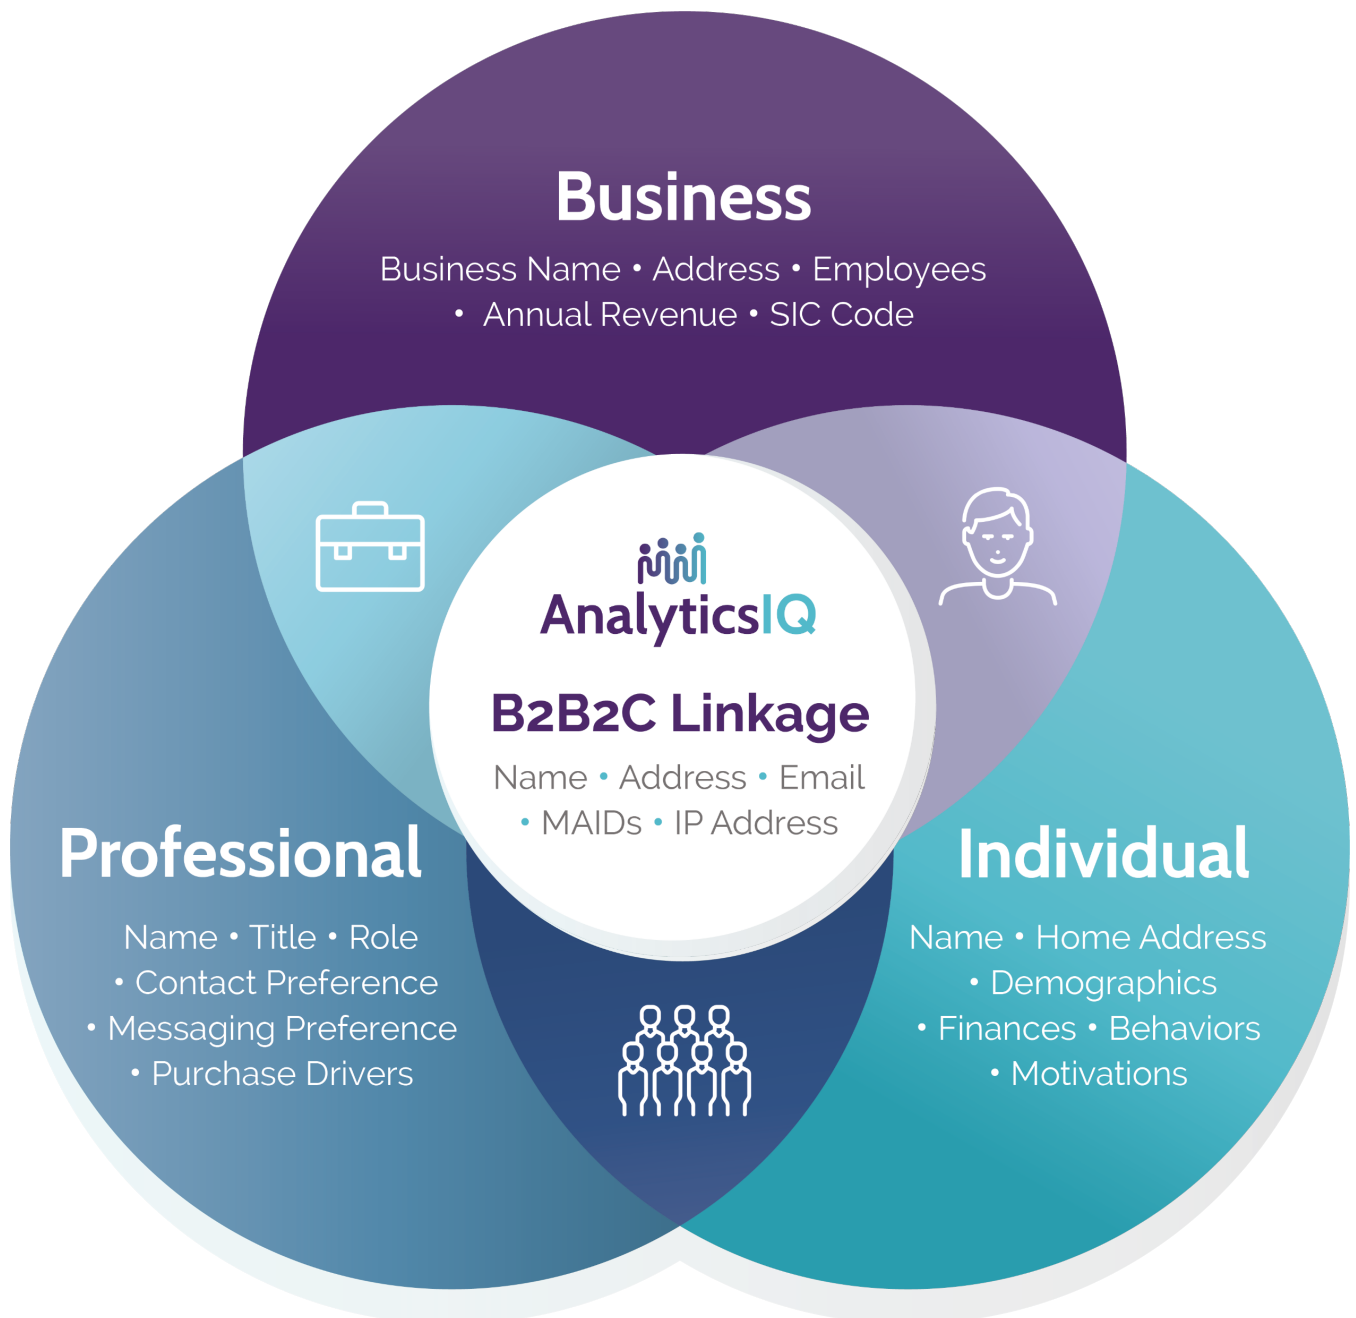 Business
Business Name • Address • Employees
• Annual Revenue • SIC Code
AnalyticsIQ
B2B2C Linkage
Name • Address • Email
• MAIDs • IP Address
Professional
Name • Title • Role
• Contact Preference
• Messaging Preference
• Purchase Drivers
Individual
Name • Home Address
• Demographics
• Finances • Behaviors
• Motivations